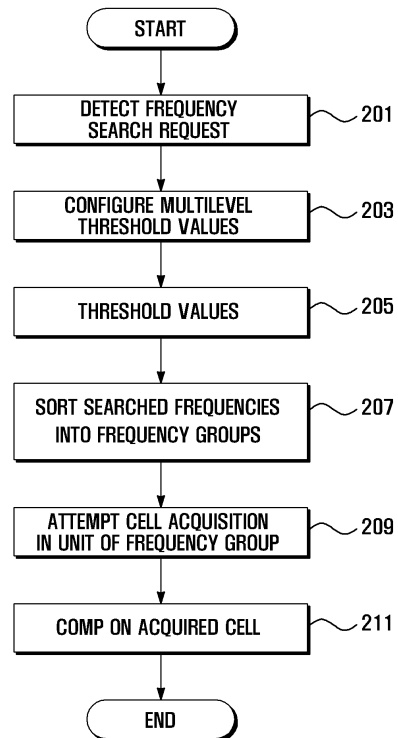 START
DETECT FREQUENCY
SEARCH REQUEST
201
CONFIGURE MULTILEVEL
THRESHOLD VALUES
203
THRESHOLD VALUES
205
SORT SEARCHED FREQUENCIES
INTO FREQUENCY GROUPS
207
ATTEMPT CELL ACQUISITION
IN UNIT OF FREQUENCY GROUP
209
COMP ON ACQUIRED CELL
211
END